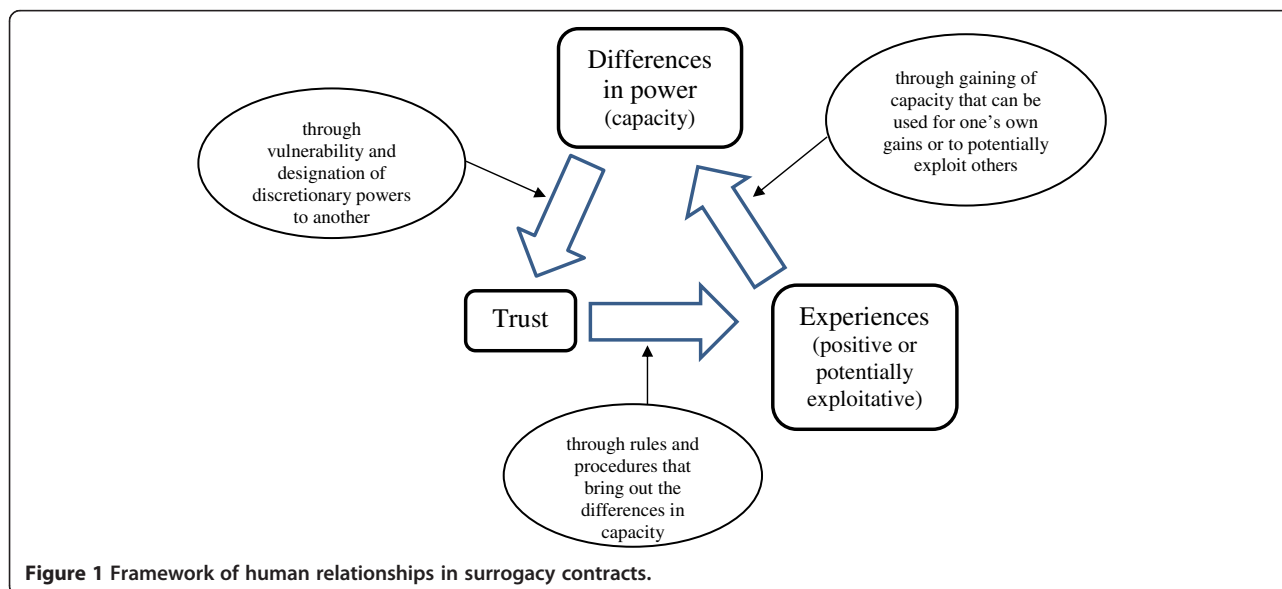 Differences
in power
(capacity)
through gaining of
capacity that can be
used for one's own
gains or to potentially
exploit others
through
vulnerability and
designation of
discretionary powers
to another
Trust
Experiences
(positive or
potentially
exploitative)
through rules and
procedures that
bring out the
differences in
capacity
Figure 1 Framework of human relationships in surrogacy contracts.